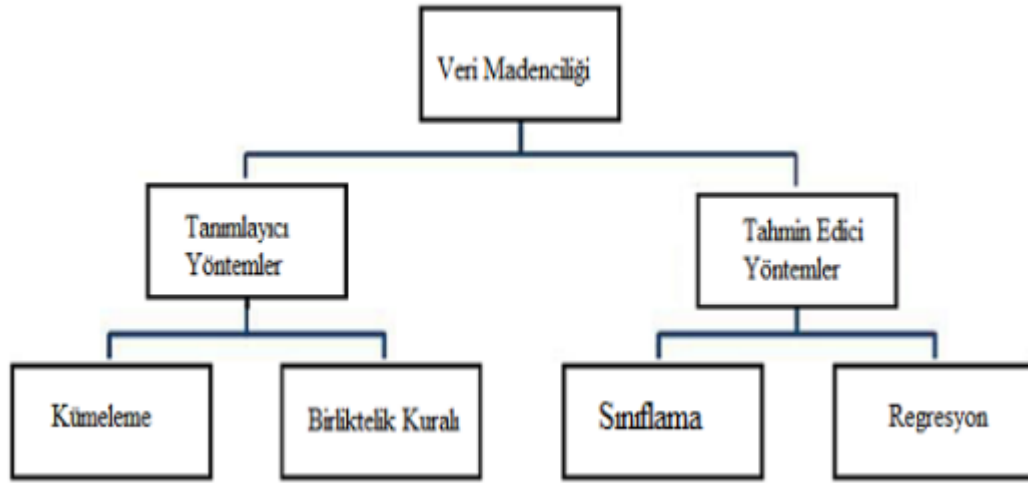 Veri Madenciliği
Tanımlayıcı
Yöntemler
Tahmin Edici
Yöntemler
Kümeleme
Birliktelik Kuralı
Sınıflama
Regresyon